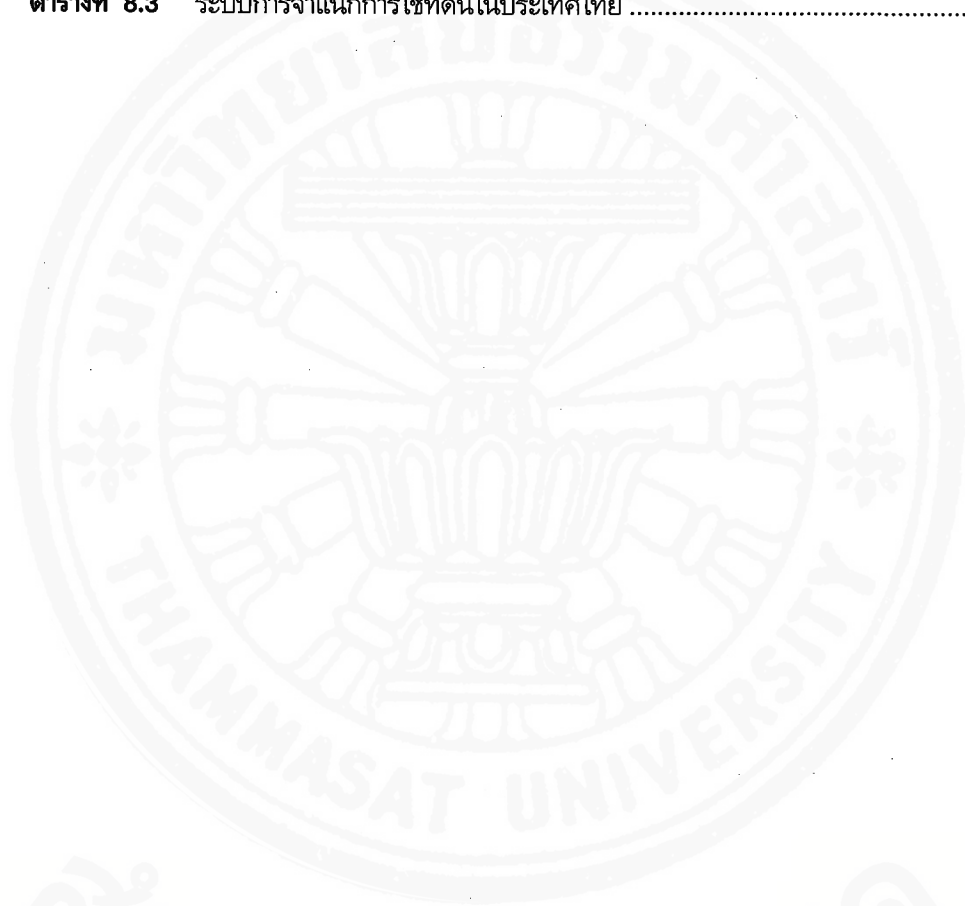 ตารางที่ 8.3 ระบบการจำแนกการใช้ที่ดินในประเทศไทย ................................................
มหาวิทยาลัยธรรมศาสตร์
THAMMASAT UNIVERSITY